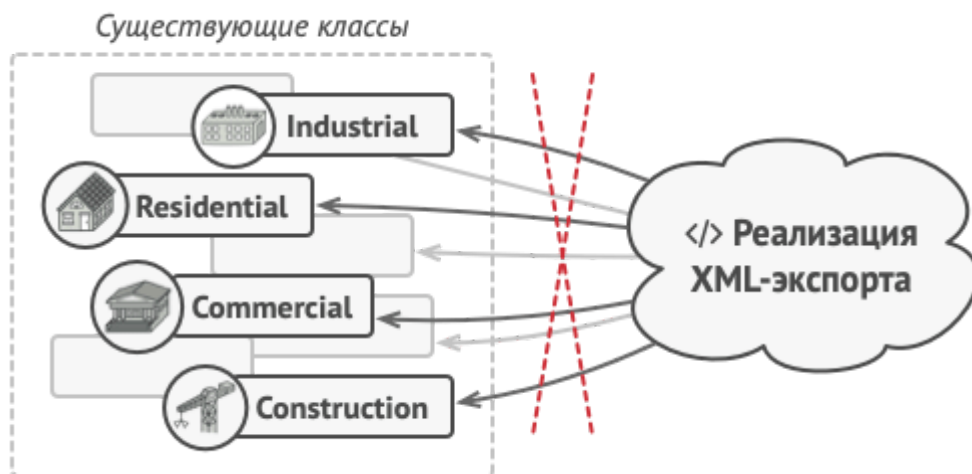 Существующие классы
Industrial
Residential
Commercial
Construction
</> Реализация
XML-экспорта